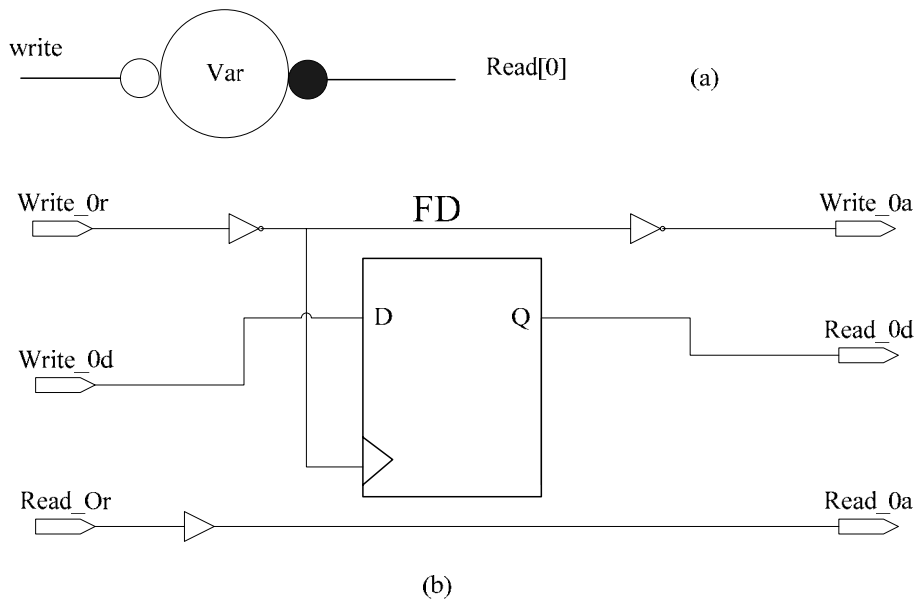 write
Var
Read[0]
(a)
Write_0r
FD
Write_0a
D
Q
Read_0d
Write_0d
Read_Or
Read_0a
(b)